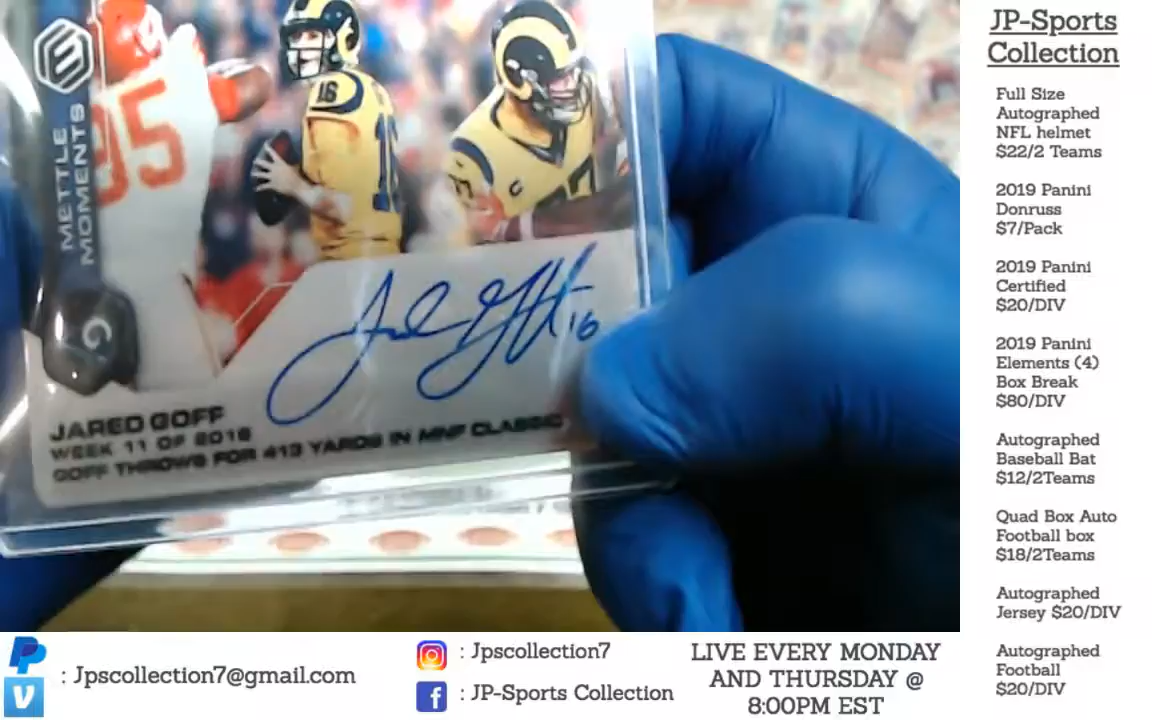 METTLE
MOMENTS
95
16
16
JARED GOFF
WEEK 11 OF 2018
GOFF THROWS FOR 413 YARDS IN MNF CLASSIC
JP-Sports
Collection
Full Size
Autographed
NFL helmet
$22/2 Teams
2019 Panini
Donruss
$7/Pack
2019 Panini
Certified
$20/DIV
2019 Panini
Elements (4)
Box Break
$80/DIV
Autographed
Baseball Bat
$12/2Teams
Quad Box Auto
Football box
$18/2Teams
Autographed
Jersey $20/DIV
Autographed
Football
$20/DIV
: Jpscollection7@gmail.com
: Jpscollection7
: JP-Sports Collection
LIVE EVERY MONDAY
AND THURSDAY @
8:00PM EST